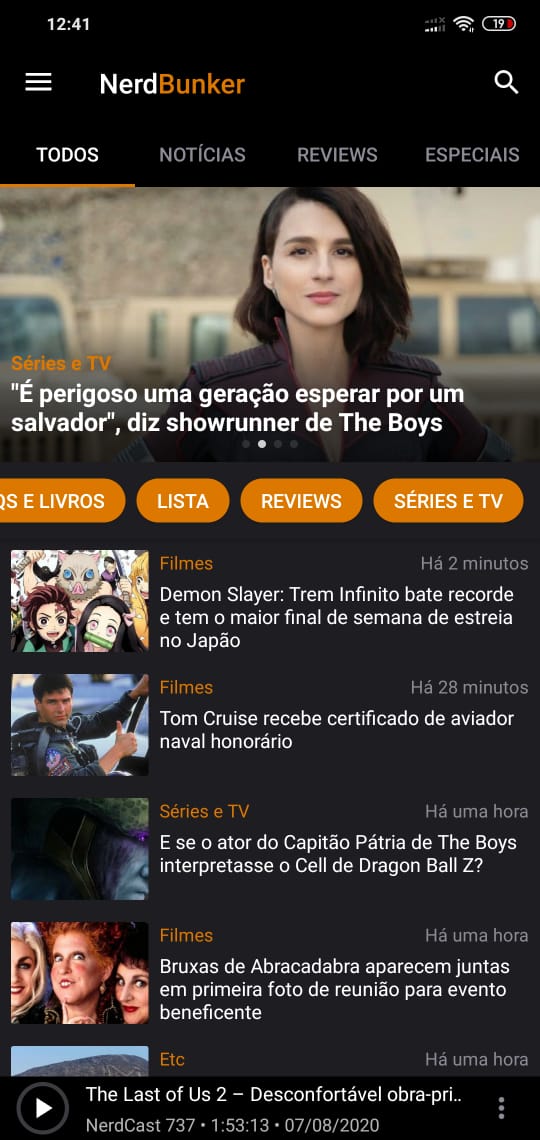 12:41
19
NerdBunker
TODOS NOTÍCIAS REVIEWS ESPECIAIS
Séries e TV
"É perigoso uma geração esperar por um
salvador", diz showrunner de The Boys
QS E LIVROS LISTA REVIEWS SÉRIES E TV
Filmes Há 2 minutos
Demon Slayer: Trem Infinito bate recorde
e tem o maior final de semana de estreia
no Japão
Filmes Há 28 minutos
Tom Cruise recebe certificado de aviador
naval honorário
Séries e TV Há uma hora
E se o ator do Capitão Pátria de The Boys
interpretasse o Cell de Dragon Ball Z?
Filmes Há uma hora
Bruxas de Abracadabra aparecem juntas
em primeira foto de reunião para evento
beneficente
Etc Há uma hora
The Last of Us 2 – Desconfortável obra-pri..
NerdCast 737 • 1:53:13 • 07/08/2020